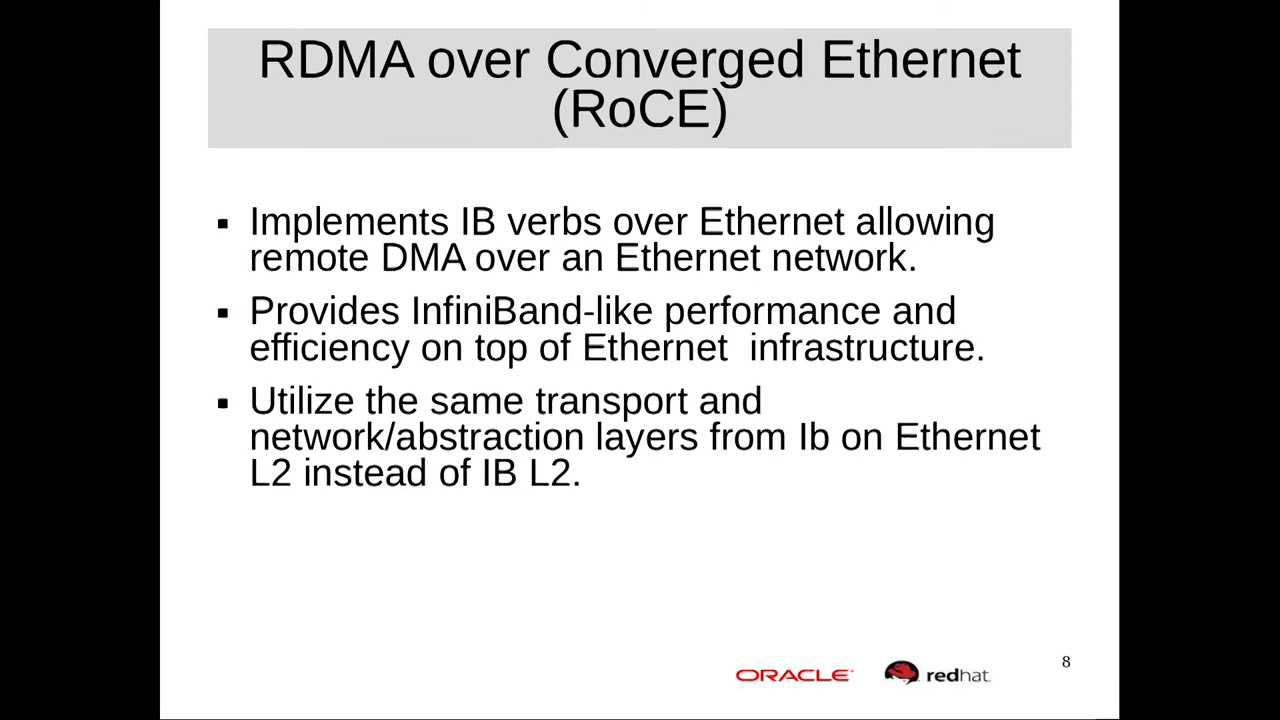 RDMA over Converged Ethernet
(RoCE)
▪ Implements IB verbs over Ethernet allowing
remote DMA over an Ethernet network.
▪ Provides InfiniBand-like performance and
efficiency on top of Ethernet  infrastructure.
▪ Utilize the same transport and
network/abstraction layers from Ib on Ethernet
L2 instead of IB L2.
ORACLE redhat.
8